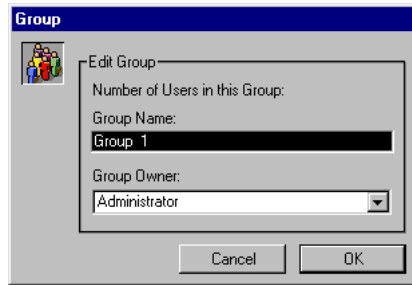 Group
Edit Group
Number of Users in this Group:
Group Name:
Group 1
Group Owner:
Administrator
Cancel OK